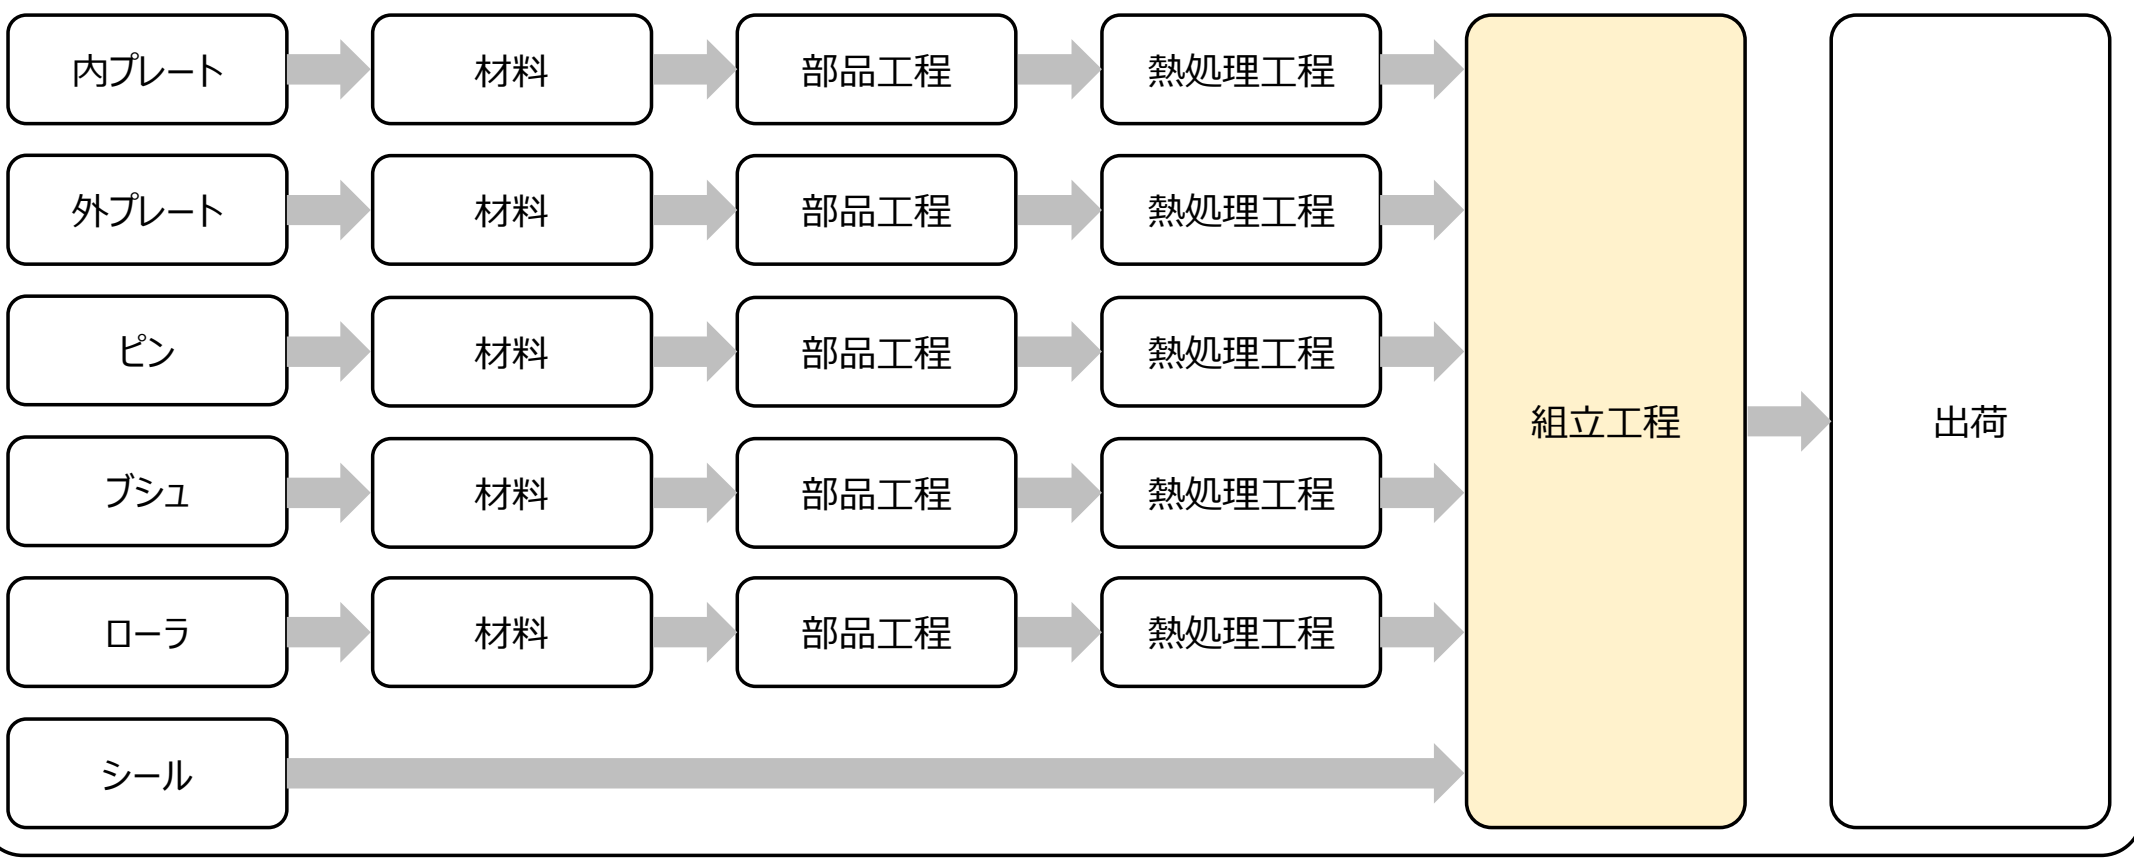 内プレート
材料
部品工程
熱処理工程
外プレート
材料
部品工程
熱処理工程
ピン
材料
部品工程
熱処理工程
ブシュ
材料
部品工程
熱処理工程
ローラ
材料
部品工程
熱処理工程
シール
組立工程
出荷